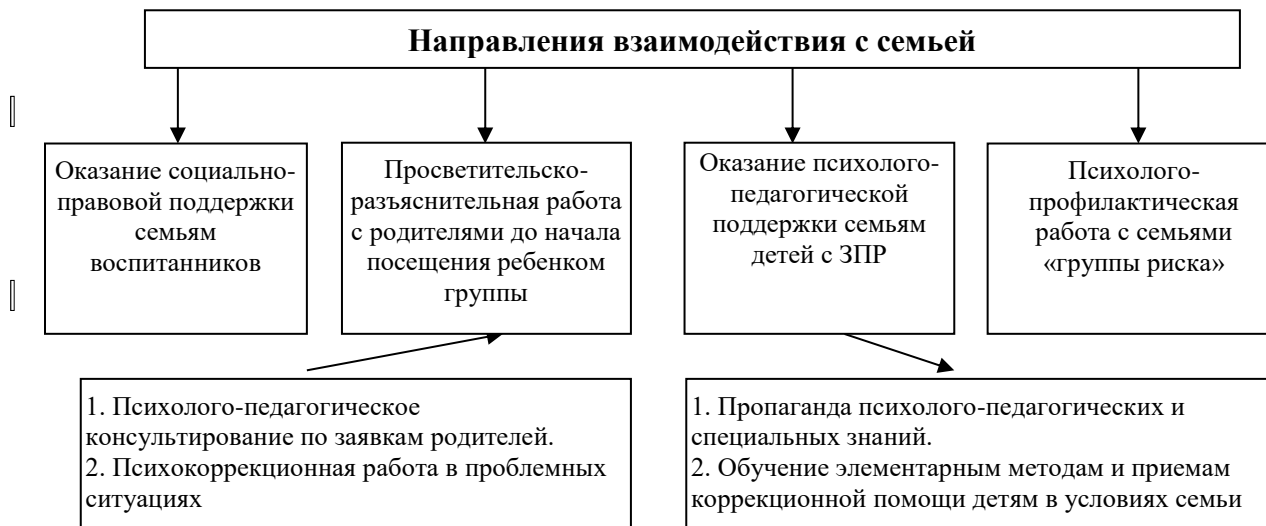 Направления взаимодействия с семьей
Оказание социально-
правовой поддержки
семьям
воспитанников
Просветительско-
разъяснительная работа
с родителями до начала
посещения ребенком
группы
Оказание психолого-
педагогической
поддержки семьям
детей с ЗПР
Психолого-
профилактическая
работа с семьями
«группы риска»
1. Психолого-педагогическое
консультирование по заявкам родителей.
2. Психокоррекционная работа в проблемных
ситуациях
1. Пропаганда психолого-педагогических и
специальных знаний.
2. Обучение элементарным методам и приемам
коррекционной помощи детям в условиях семьи